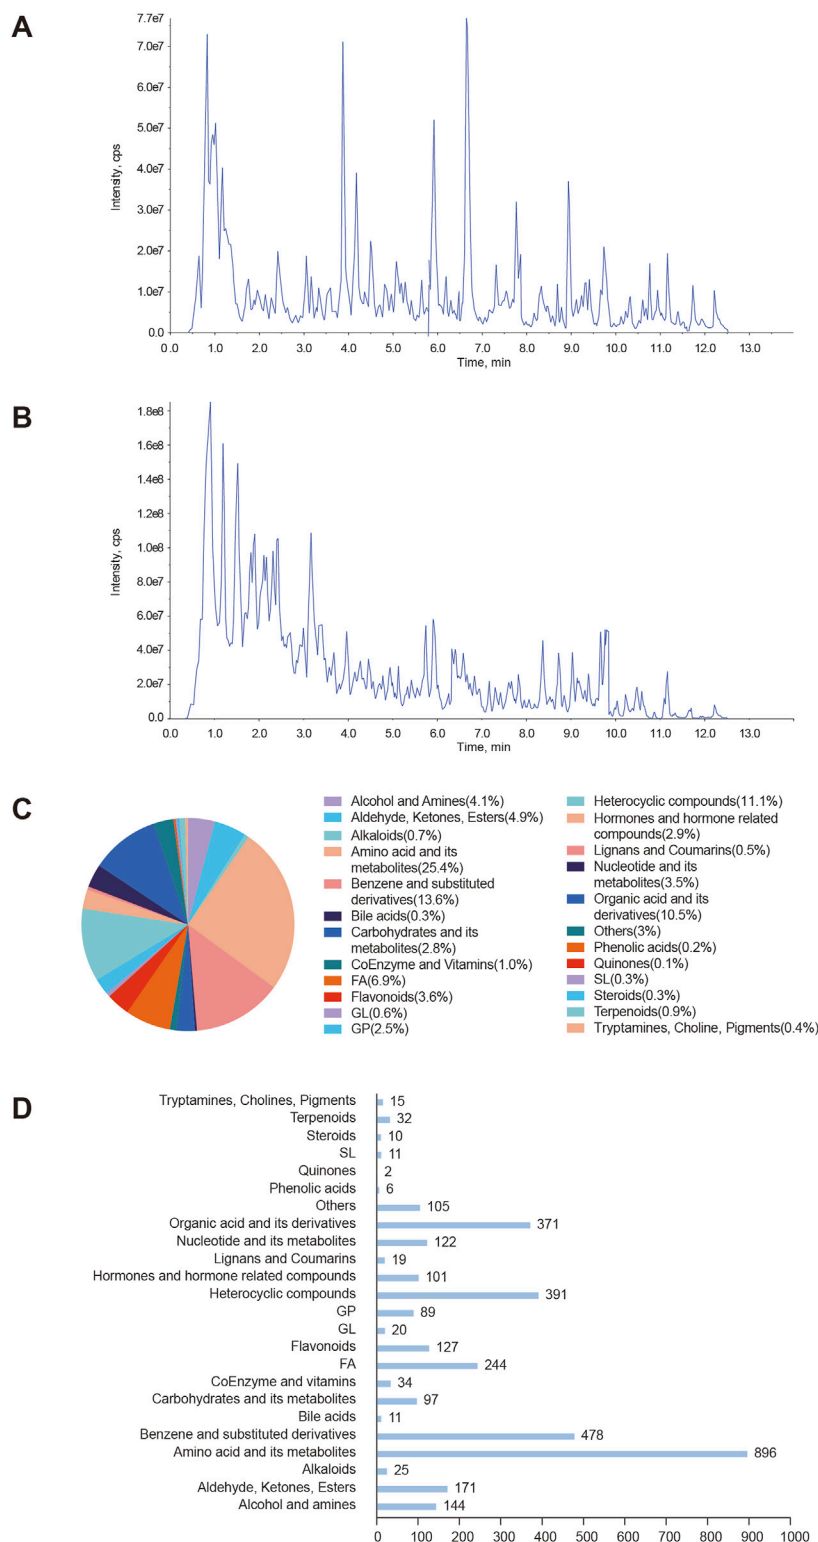 A
7.7e7
7.0e7
6.0e7
5.0e7
4.0e7
3.0e7
2.0e7
1.0e7
0.0
Intensity, cps
0.0 1.0 2.0 3.0 4.0 5.0 6.0 7.0 8.0 9.0 10.0 11.0 12.0 13.0
Time, min
B
1.8e8
1.6e8
1.4e8
1.2e8
1.0e8
8.0e7
6.0e7
4.0e7
2.0e7
0.0
Intensity, cps
0.0 1.0 2.0 3.0 4.0 5.0 6.0 7.0 8.0 9.0 10.0 11.0 12.0 13.0
Time, min
C
Alcohol and Amines(4.1%)
Aldehyde, Ketones, Esters(4.9%)
Alkaloids(0.7%)
Amino acid and its
metabolites(25.4%)
Benzene and substituted
derivatives(13.6%)
Bile acids(0.3%)
Carbohydrates and its
metabolites(2.8%)
CoEnzyme and Vitamins(1.0%)
FA(6.9%)
Flavonoids(3.6%)
GL(0.6%)
GP(2.5%)
Heterocyclic compounds(11.1%)
Hormones and hormone related
compounds(2.9%)
Lignans and Coumarins(0.5%)
Nucleotide and its
metabolites(3.5%)
Organic acid and its
derivatives(10.5%)
Others(3%)
Phenolic acids(0.2%)
Quinones(0.1%)
SL(0.3%)
Steroids(0.3%)
Terpenoids(0.9%)
Tryptamines, Choline, Pigments(0.4%)
D
Tryptamines, Cholines, Pigments 15
Terpenoids 32
Steroids 10
SL 11
Quinones 2
Phenolic acids 6
Others 105
Organic acid and its derivatives 371
Nucleotide and its metabolites 122
Lignans and Coumarins 19
Hormones and hormone related compounds 101
Heterocyclic compounds 391
GP 89
GL 20
Flavonoids 127
FA 244
CoEnzyme and vitamins 34
Carbohydrates and its metabolites 97
Bile acids 11
Benzene and substituted derivatives 478
Amino acid and its metabolites 896
Alkaloids 25
Aldehyde, Ketones, Esters 171
Alcohol and amines 144
0 100 200 300 400 500 600 700 800 900 1000